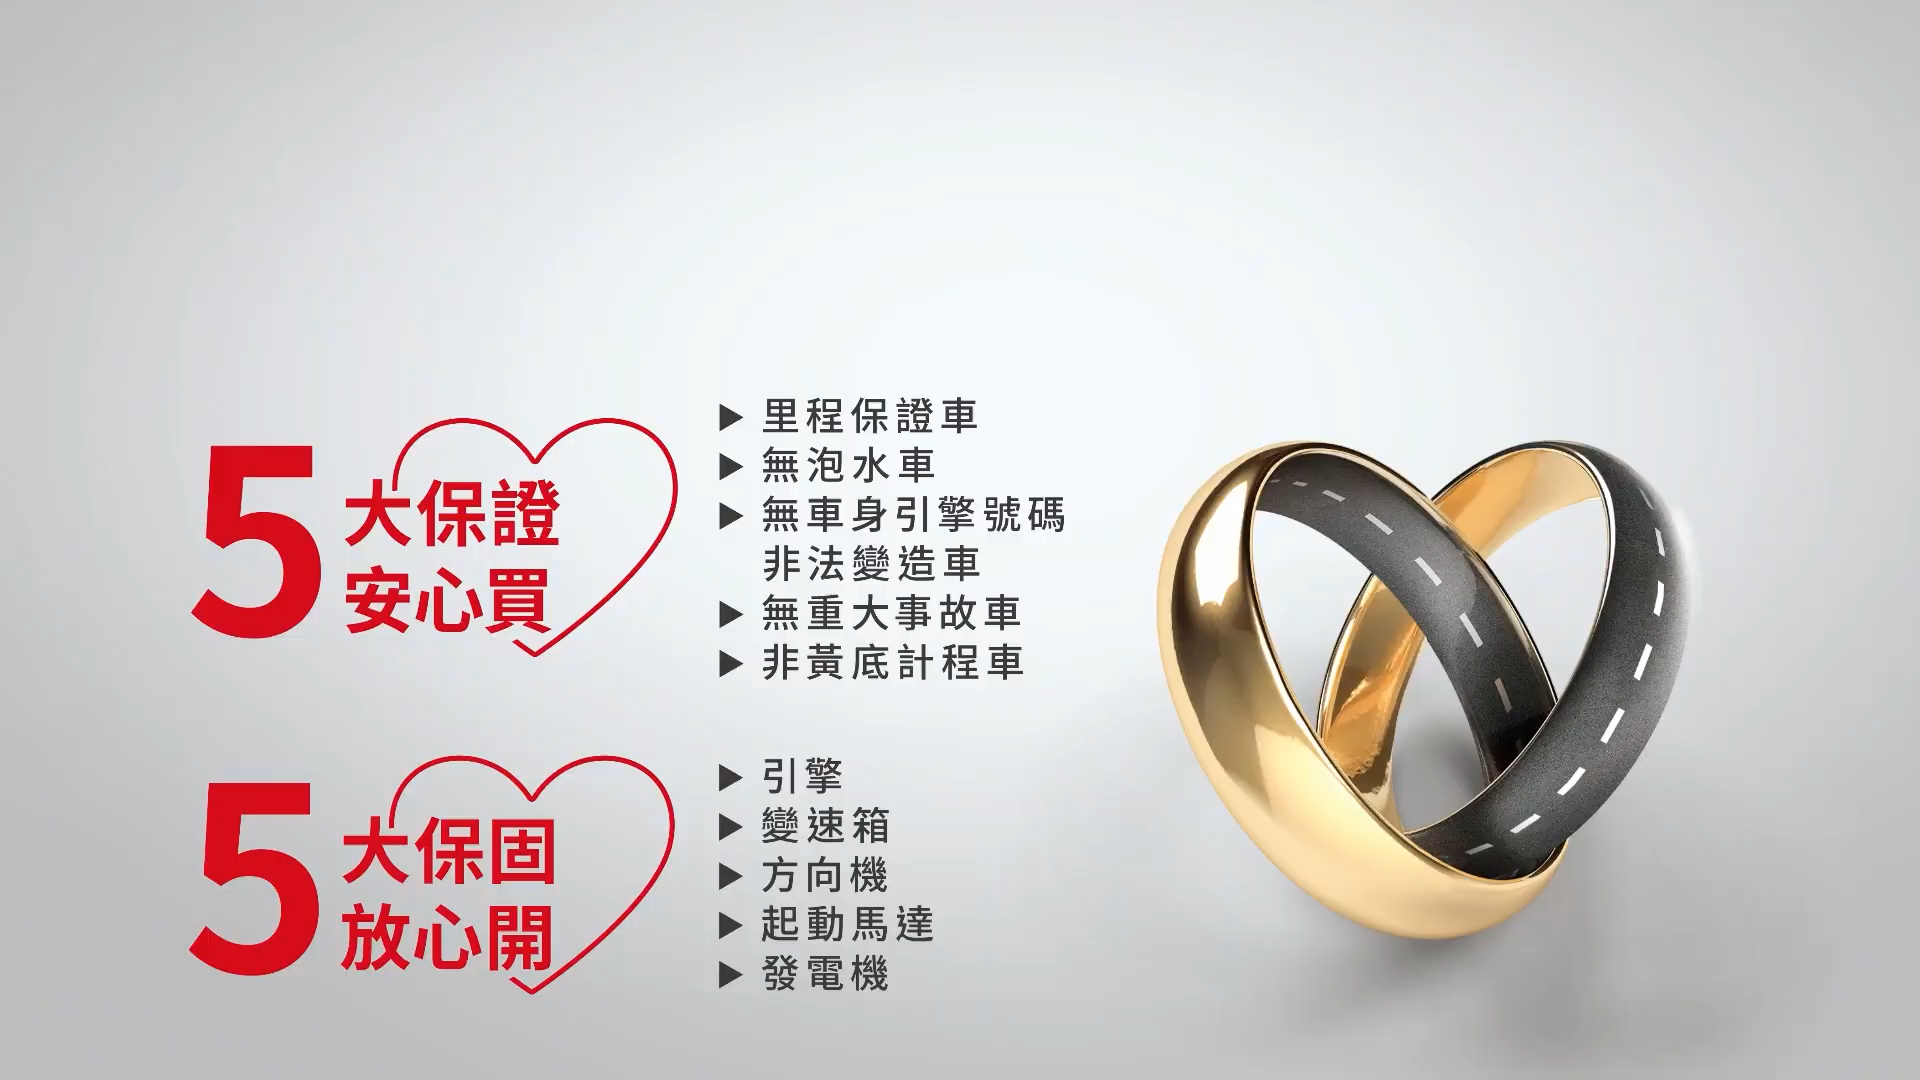 5大保證
安心買
▶ 里程保證車
▶ 無泡水車
▶ 無車身引擎號碼
非法變造車
▶ 無重大事故車
▶ 非黃底計程車
5大保固
放心開
▶ 引擎
▶ 變速箱
▶ 方向機
▶ 起動馬達
▶ 發電機